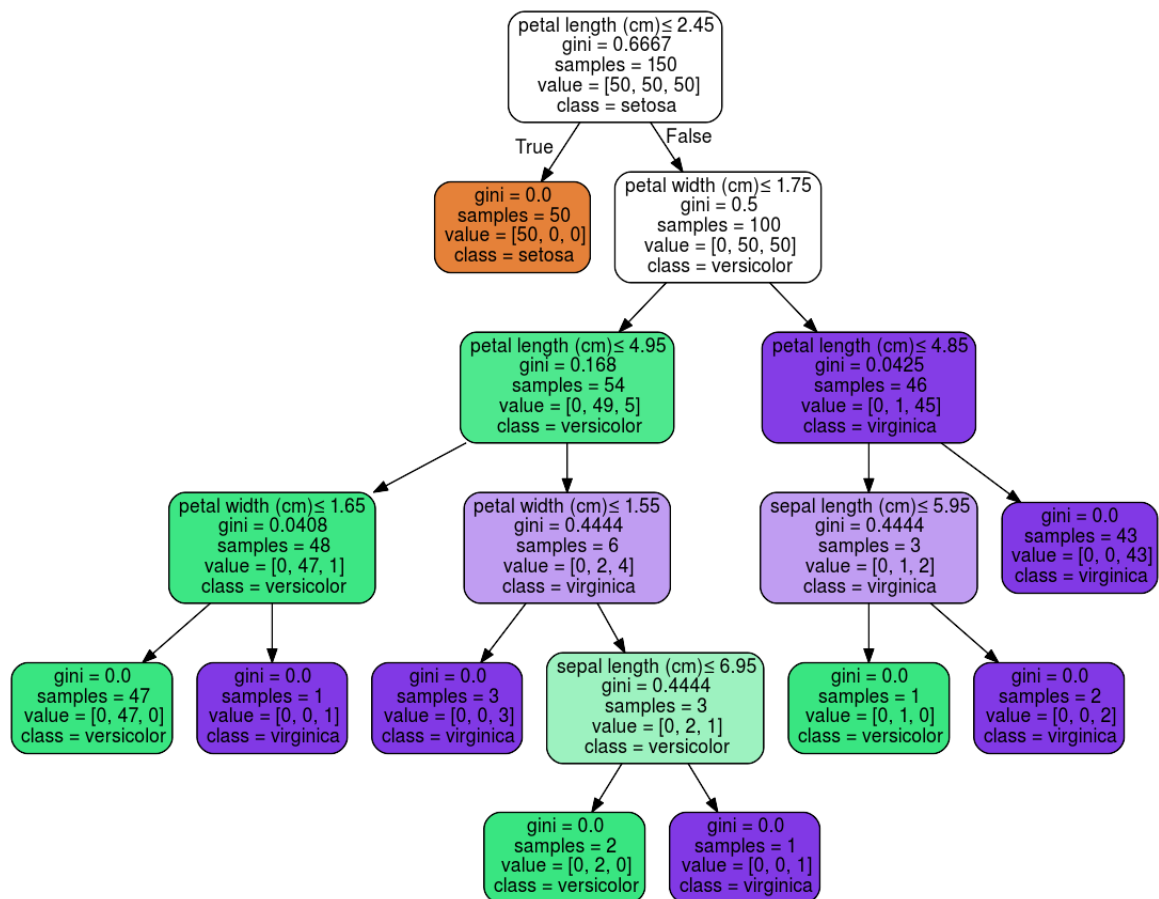 petal length (cm)≤ 2.45
gini = 0.6667
samples = 150
value = [50, 50, 50]
class = setosa
True
False
gini = 0.0
samples = 50
value = [50, 0, 0]
class = setosa
petal width (cm)≤ 1.75
gini = 0.5
samples = 100
value = [0, 50, 50]
class = versicolor
petal length (cm)≤ 4.95
gini = 0.168
samples = 54
value = [0, 49, 5]
class = versicolor
petal length (cm)≤ 4.85
gini = 0.0425
samples = 46
value = [0, 1, 45]
class = virginica
petal width (cm)≤ 1.65
gini = 0.0408
samples = 48
value = [0, 47, 1]
class = versicolor
petal width (cm)≤ 1.55
gini = 0.4444
samples = 6
value = [0, 2, 4]
class = virginica
sepal length (cm)≤ 5.95
gini = 0.4444
samples = 3
value = [0, 1, 2]
class = virginica
gini = 0.0
samples = 43
value = [0, 0, 43]
class = virginica
gini = 0.0
samples = 47
value = [0, 47, 0]
class = versicolor
gini = 0.0
samples = 1
value = [0, 0, 1]
class = virginica
gini = 0.0
samples = 3
value = [0, 0, 3]
class = virginica
sepal length (cm)≤ 6.95
gini = 0.4444
samples = 3
value = [0, 2, 1]
class = versicolor
gini = 0.0
samples = 1
value = [0, 1, 0]
class = versicolor
gini = 0.0
samples = 2
value = [0, 0, 2]
class = virginica
gini = 0.0
samples = 2
value = [0, 2, 0]
class = versicolor
gini = 0.0
samples = 1
value = [0, 0, 1]
class = virginica